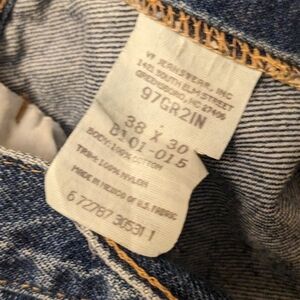 VF JEANSWEAR, INC
1421 SOUTH ELM STREET
GREENSBORO, NC 27406
97GR2IN
38 X 30
01-015
BODY: 100% COTTON
TRIM: 100% NYLON
MADE IN MEXICO OF U.S. FABRIC
6 72787 30531 1